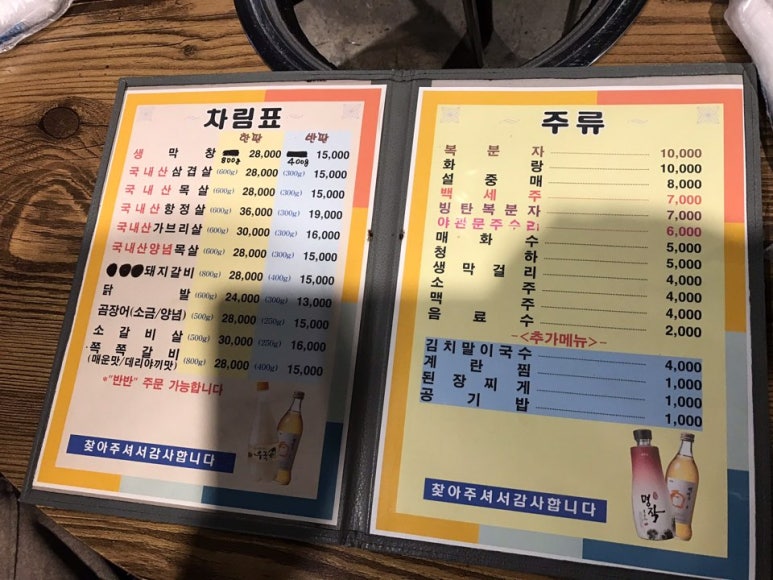 차림표
한판 반판
생막창 800g 28,000 400g 15,000
국내산삼겹살 (600g) 28,000 (300g) 15,000
국내산목살 (600g) 28,000 (300g) 15,000
국내산항정살 (600g) 36,000 (300g) 19,000
국내산가브리살 (600g) 30,000 (300g) 16,000
국내산양념목살 (600g) 28,000 (300g) 15,000
돼지갈비 (800g) 28,000 (400g) 15,000
닭발 (600g) 24,000 (300g) 13,000
곰장어(소금/양념) (500g) 28,000 (250g) 15,000
소갈비살 (500g) 30,000 (250g) 16,000
쪽쪽갈비
(매운맛/데리야끼맛) (800g) 28,000 (400g) 15,000
*"반반" 주문 가능합니다
찾아주셔서감사합니다
주류
복분자 10,000
화랑 10,000
설중매 8,000
백세주 7,000
빙탄복분자 7,000
야관문주수리 6,000
매화수 5,000
청하 5,000
생막걸리 4,000
소주 4,000
맥주 4,000
음료수 2,000
-<추가메뉴>-
김치말이국수 4,000
계란찜 1,000
된장찌게 1,000
공기밥 1,000
명작
찾아주셔서감사합니다